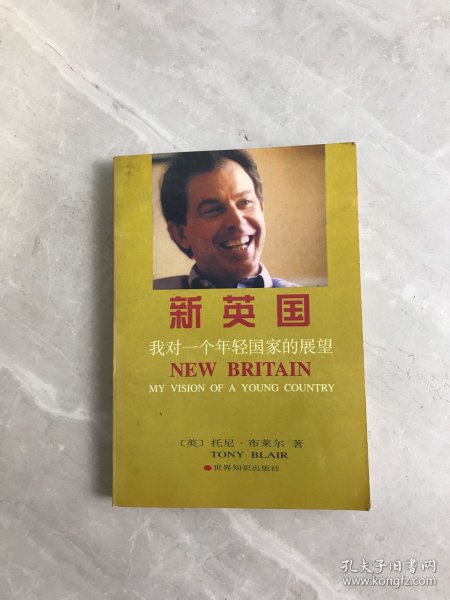 新英国
我对一个年轻国家的展望
NEW BRITAIN
MY VISION OF A YOUNG COUNTRY
〔英〕托尼·布莱尔 著
TONY BLAIR
世界知识出版社
孔夫子旧书网
www.kongfz.com